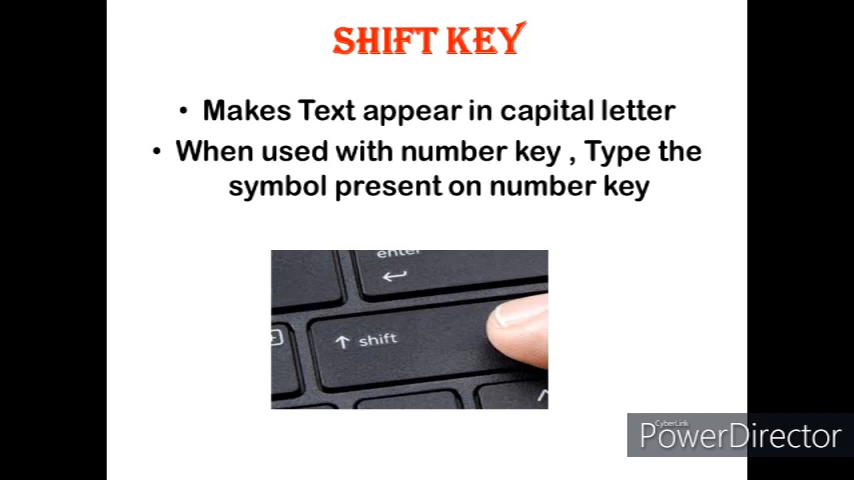 SHIFT KEY
• Makes Text appear in capital letter
• When used with number key , Type the
symbol present on number key
enter
↑ shift
CyberLink
PowerDirector